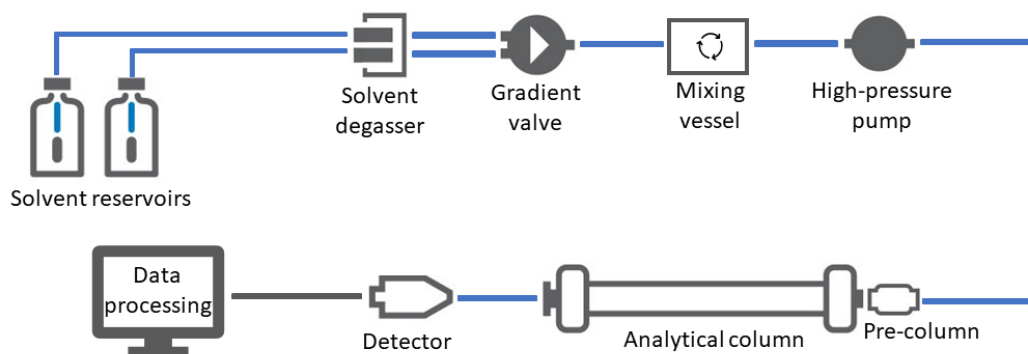 Solvent
degasser
Gradient
valve
Mixing
vessel
High-pressure
pump
Solvent reservoirs
Data
processing
Detector
Analytical column
Pre-column